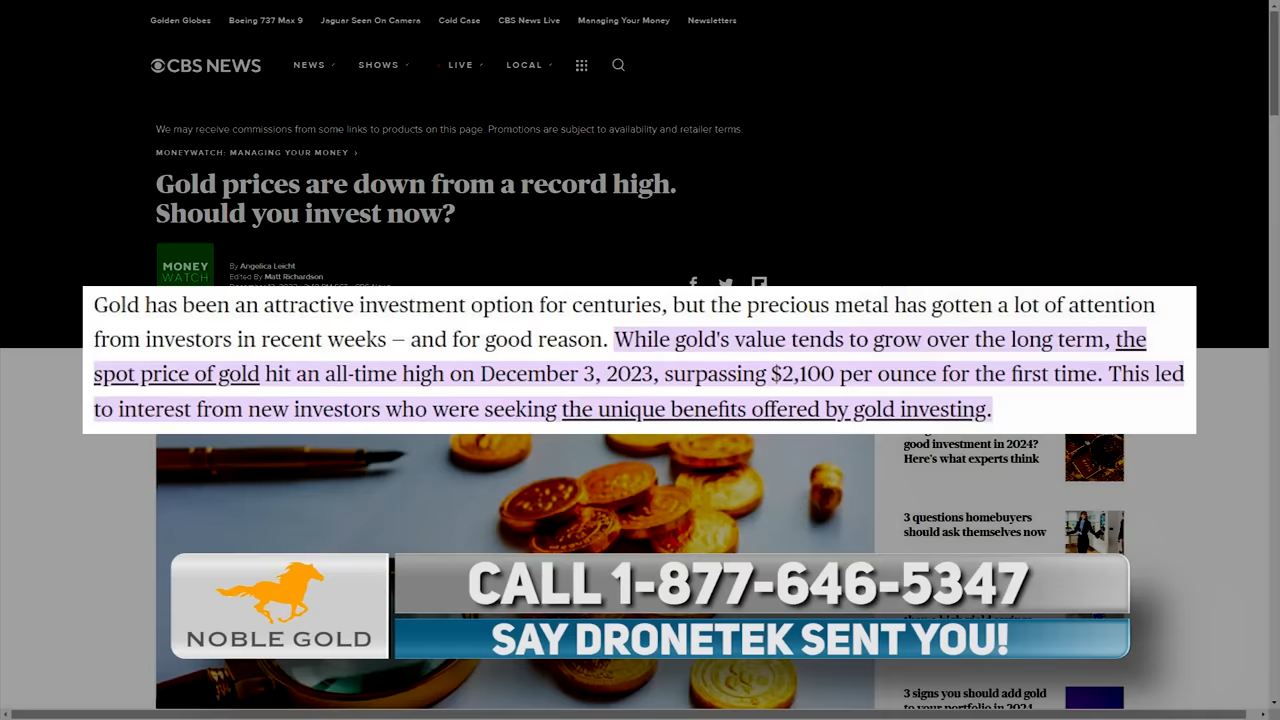 Golden Globes Boeing 737 Max 9 Jaguar Seen On Camera Cold Case CBS News Live Managing Your Money Newsletters
CBS NEWS NEWS SHOWS LIVE LOCAL
We may receive commissions from some links to products on this page. Promotions are subject to availability and retailer terms.
MONEYWATCH: MANAGING YOUR MONEY ›
Gold prices are down from a record high.
Should you invest now?
MONEY
WATCH
By Angelica Leicht
Edited By Matt Richardson
Gold has been an attractive investment option for centuries, but the precious metal has gotten a lot of attention
from investors in recent weeks — and for good reason. While gold's value tends to grow over the long term, the
spot price of gold hit an all-time high on December 3, 2023, surpassing $2,100 per ounce for the first time. This led
to interest from new investors who were seeking the unique benefits offered by gold investing.
good investment in 2024?
Here's what experts think
3 questions homebuyers
should ask themselves now
NOBLE GOLD
CALL 1-877-646-5347
SAY DRONETEK SENT YOU!
3 signs you should add gold
to your portfolio in 2024